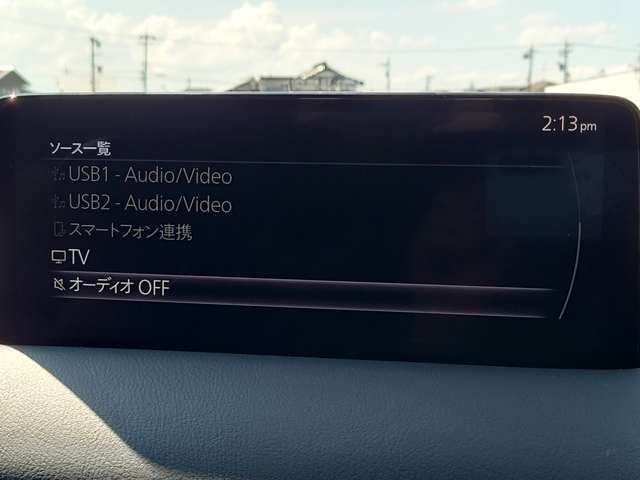 2:13pm
ソース一覧
USB1 - Audio/Video
USB2 - Audio/Video
スマートフォン連携
TV
オーディオ OFF